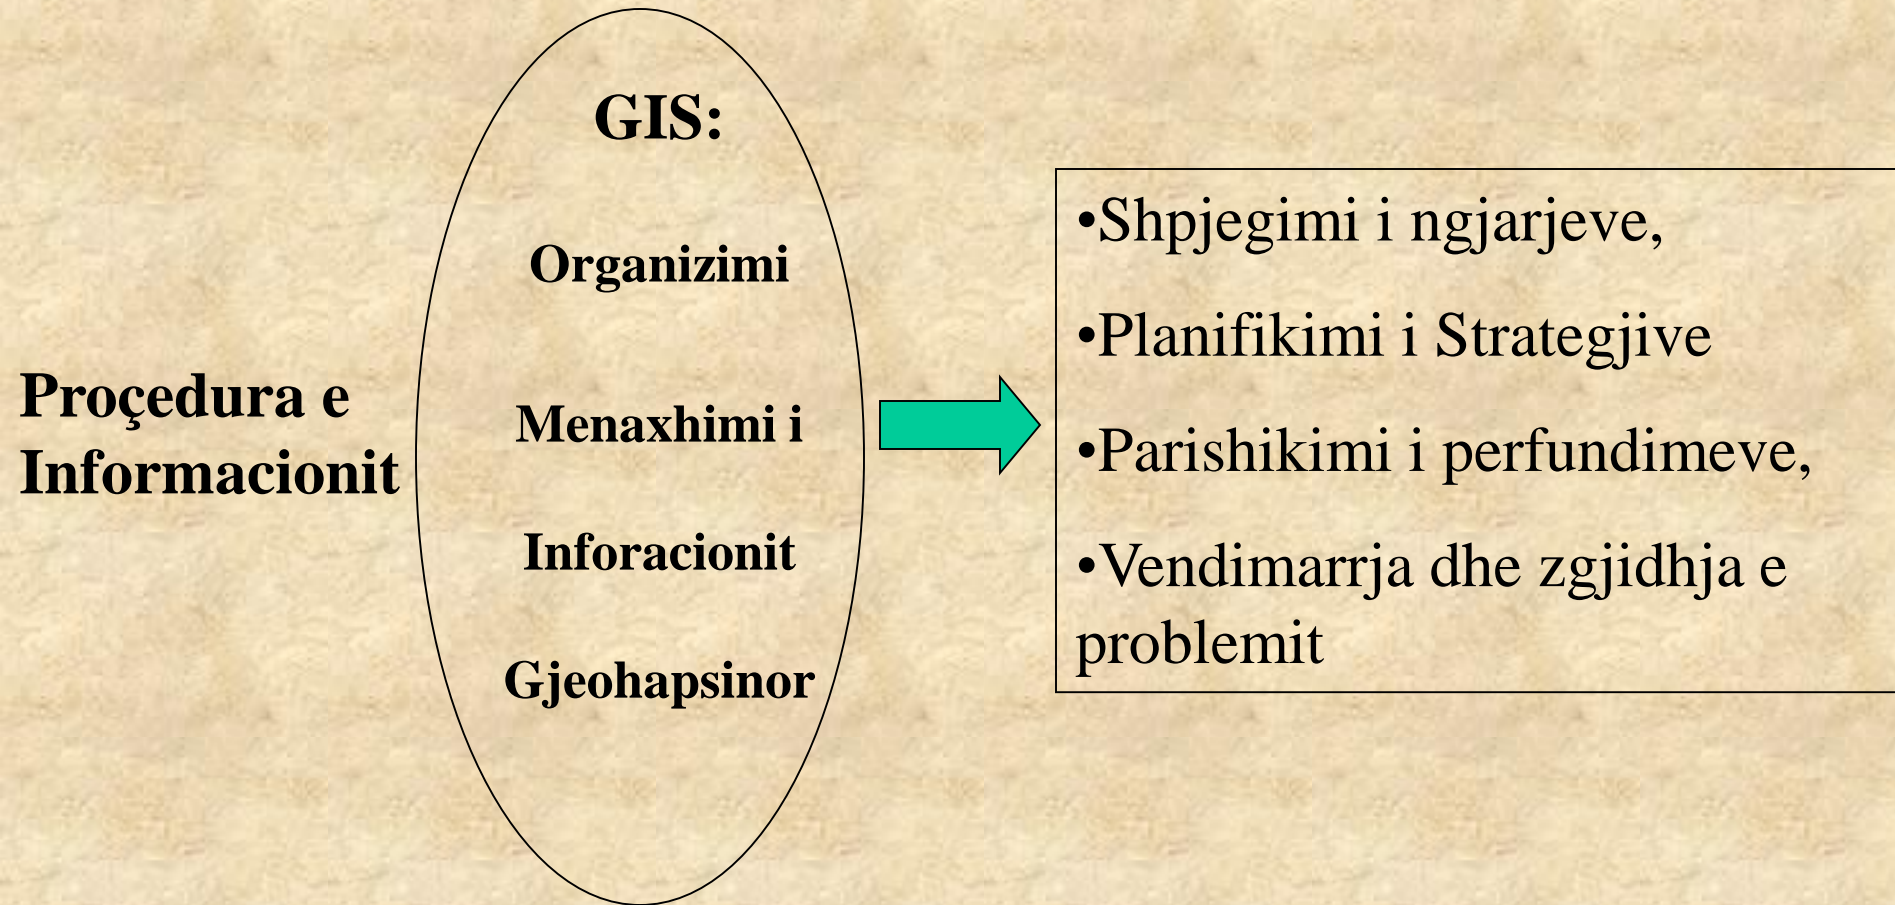 Proçedura e
Informacionit
GIS:
Organizimi
Menaxhimi i
Inforacionit
Gjeohapsinor
•Shpjegimi i ngjarjeve,
•Planifikimi i Strategjive
•Parishikimi i perfundimeve,
•Vendimarrja dhe zgjidhja e
problemit